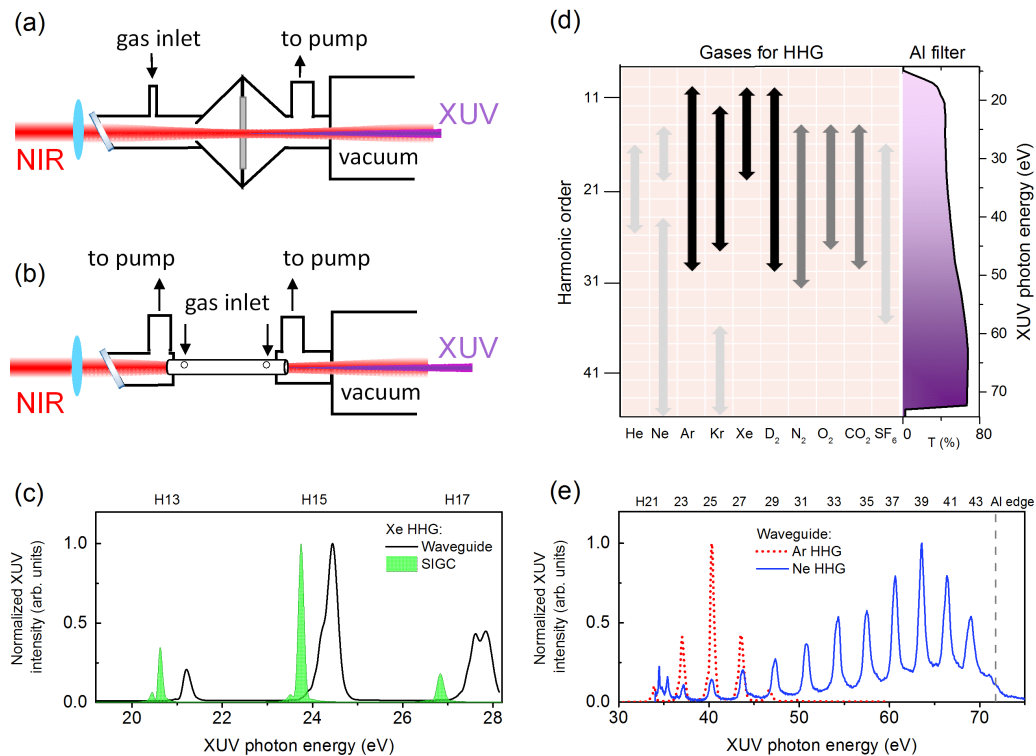 (a)
gas inlet
to pump
NIR
XUV
vacuum
(b)
to pump
to pump
gas inlet
NIR
XUV
vacuum
(c)
H13
H15
H17
Xe HHG:
Waveguide
SIGC
1.0
0.5
0.0
Normalized XUV
intensity (arb. units)
20
22
24
26
28
XUV photon energy (eV)
(d)
Gases for HHG
Al filter
Harmonic order
11
21
31
41
He
Ne
Ar
Kr
Xe
D2
N2
O2
CO2
SF6
0
80
T (%)
20
30
40
50
60
70
XUV photon energy (eV)
(e)
H21
23
25
27
29
31
33
35
37
39
41
43
Al edge
Waveguide:
Ar HHG
Ne HHG
1.0
0.5
0.0
Normalized XUV
intensity (arb. units)
30
40
50
60
70
XUV photon energy (eV)